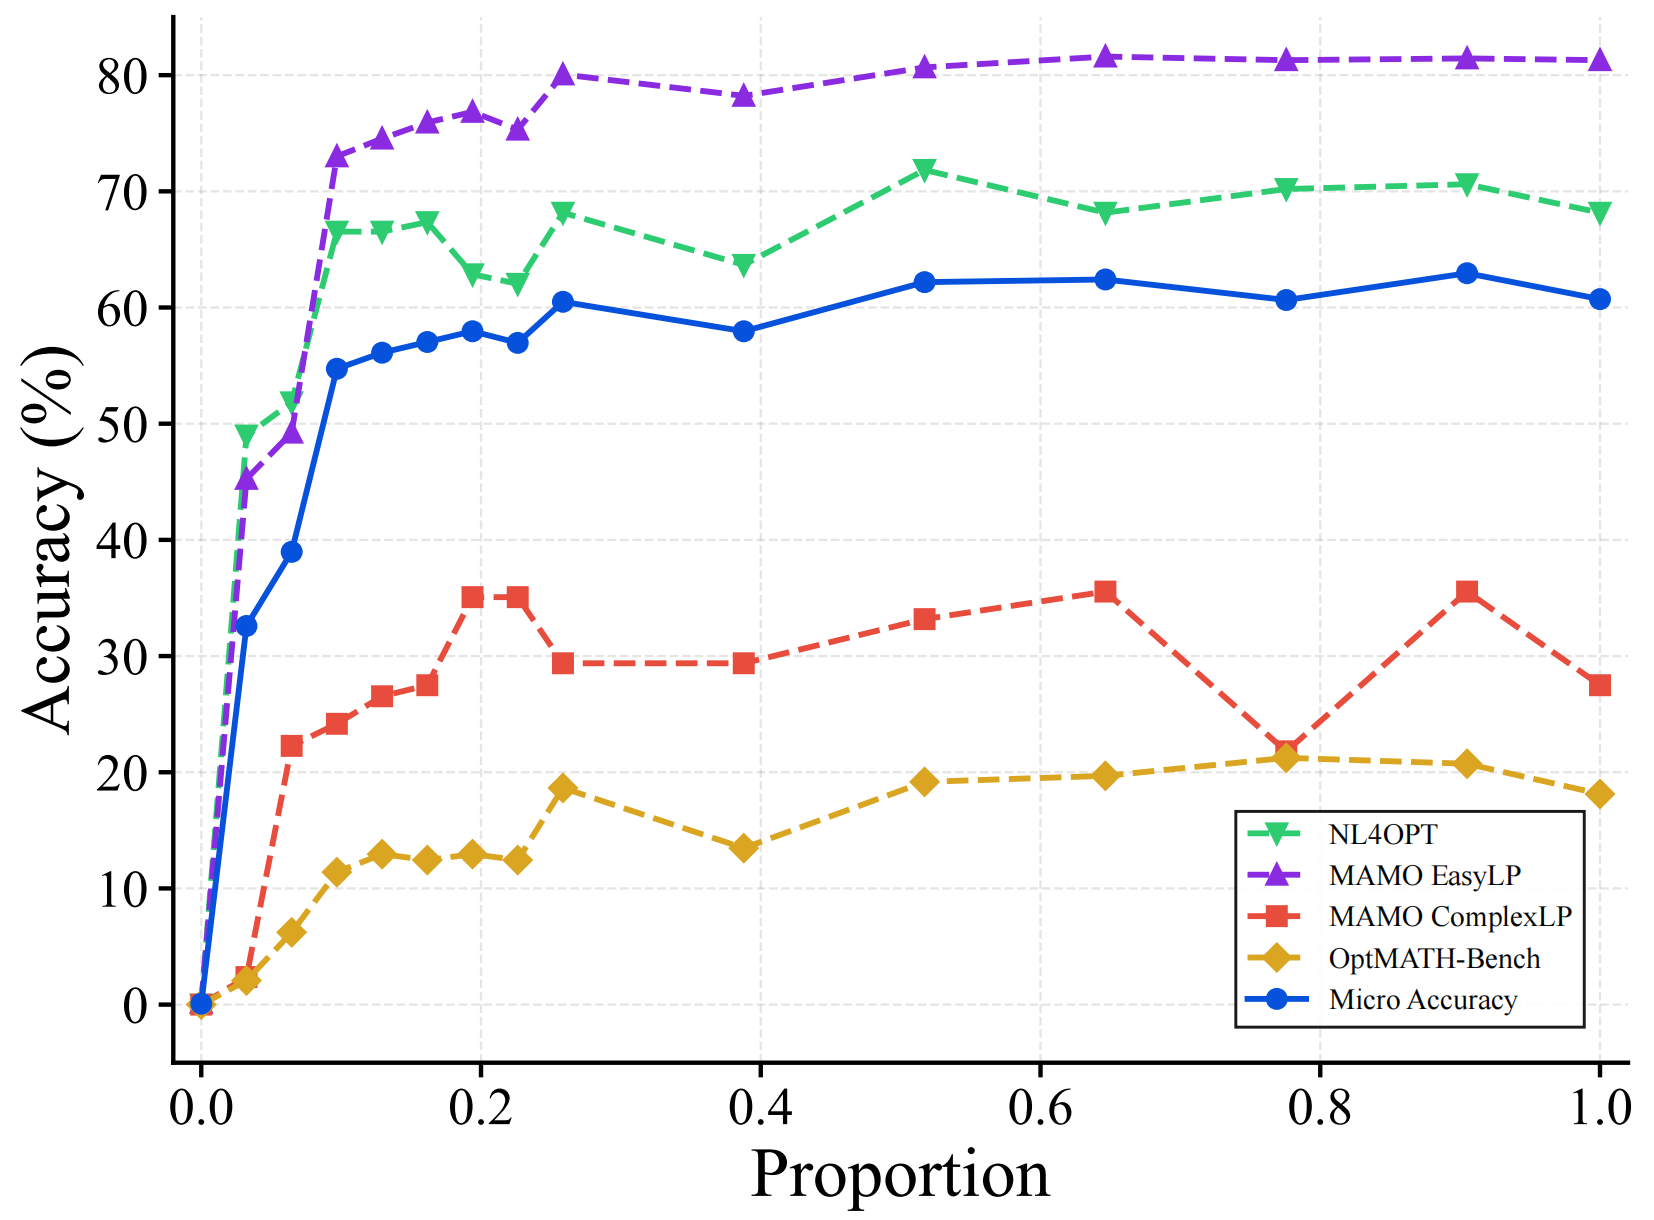 Accuracy (%)
80
70
60
50
40
30
20
10
0
0.0 0.2 0.4 0.6 0.8 1.0
Proportion
NL4OPT
MAMO EasyLP
MAMO ComplexLP
OptMATH-Bench
Micro Accuracy